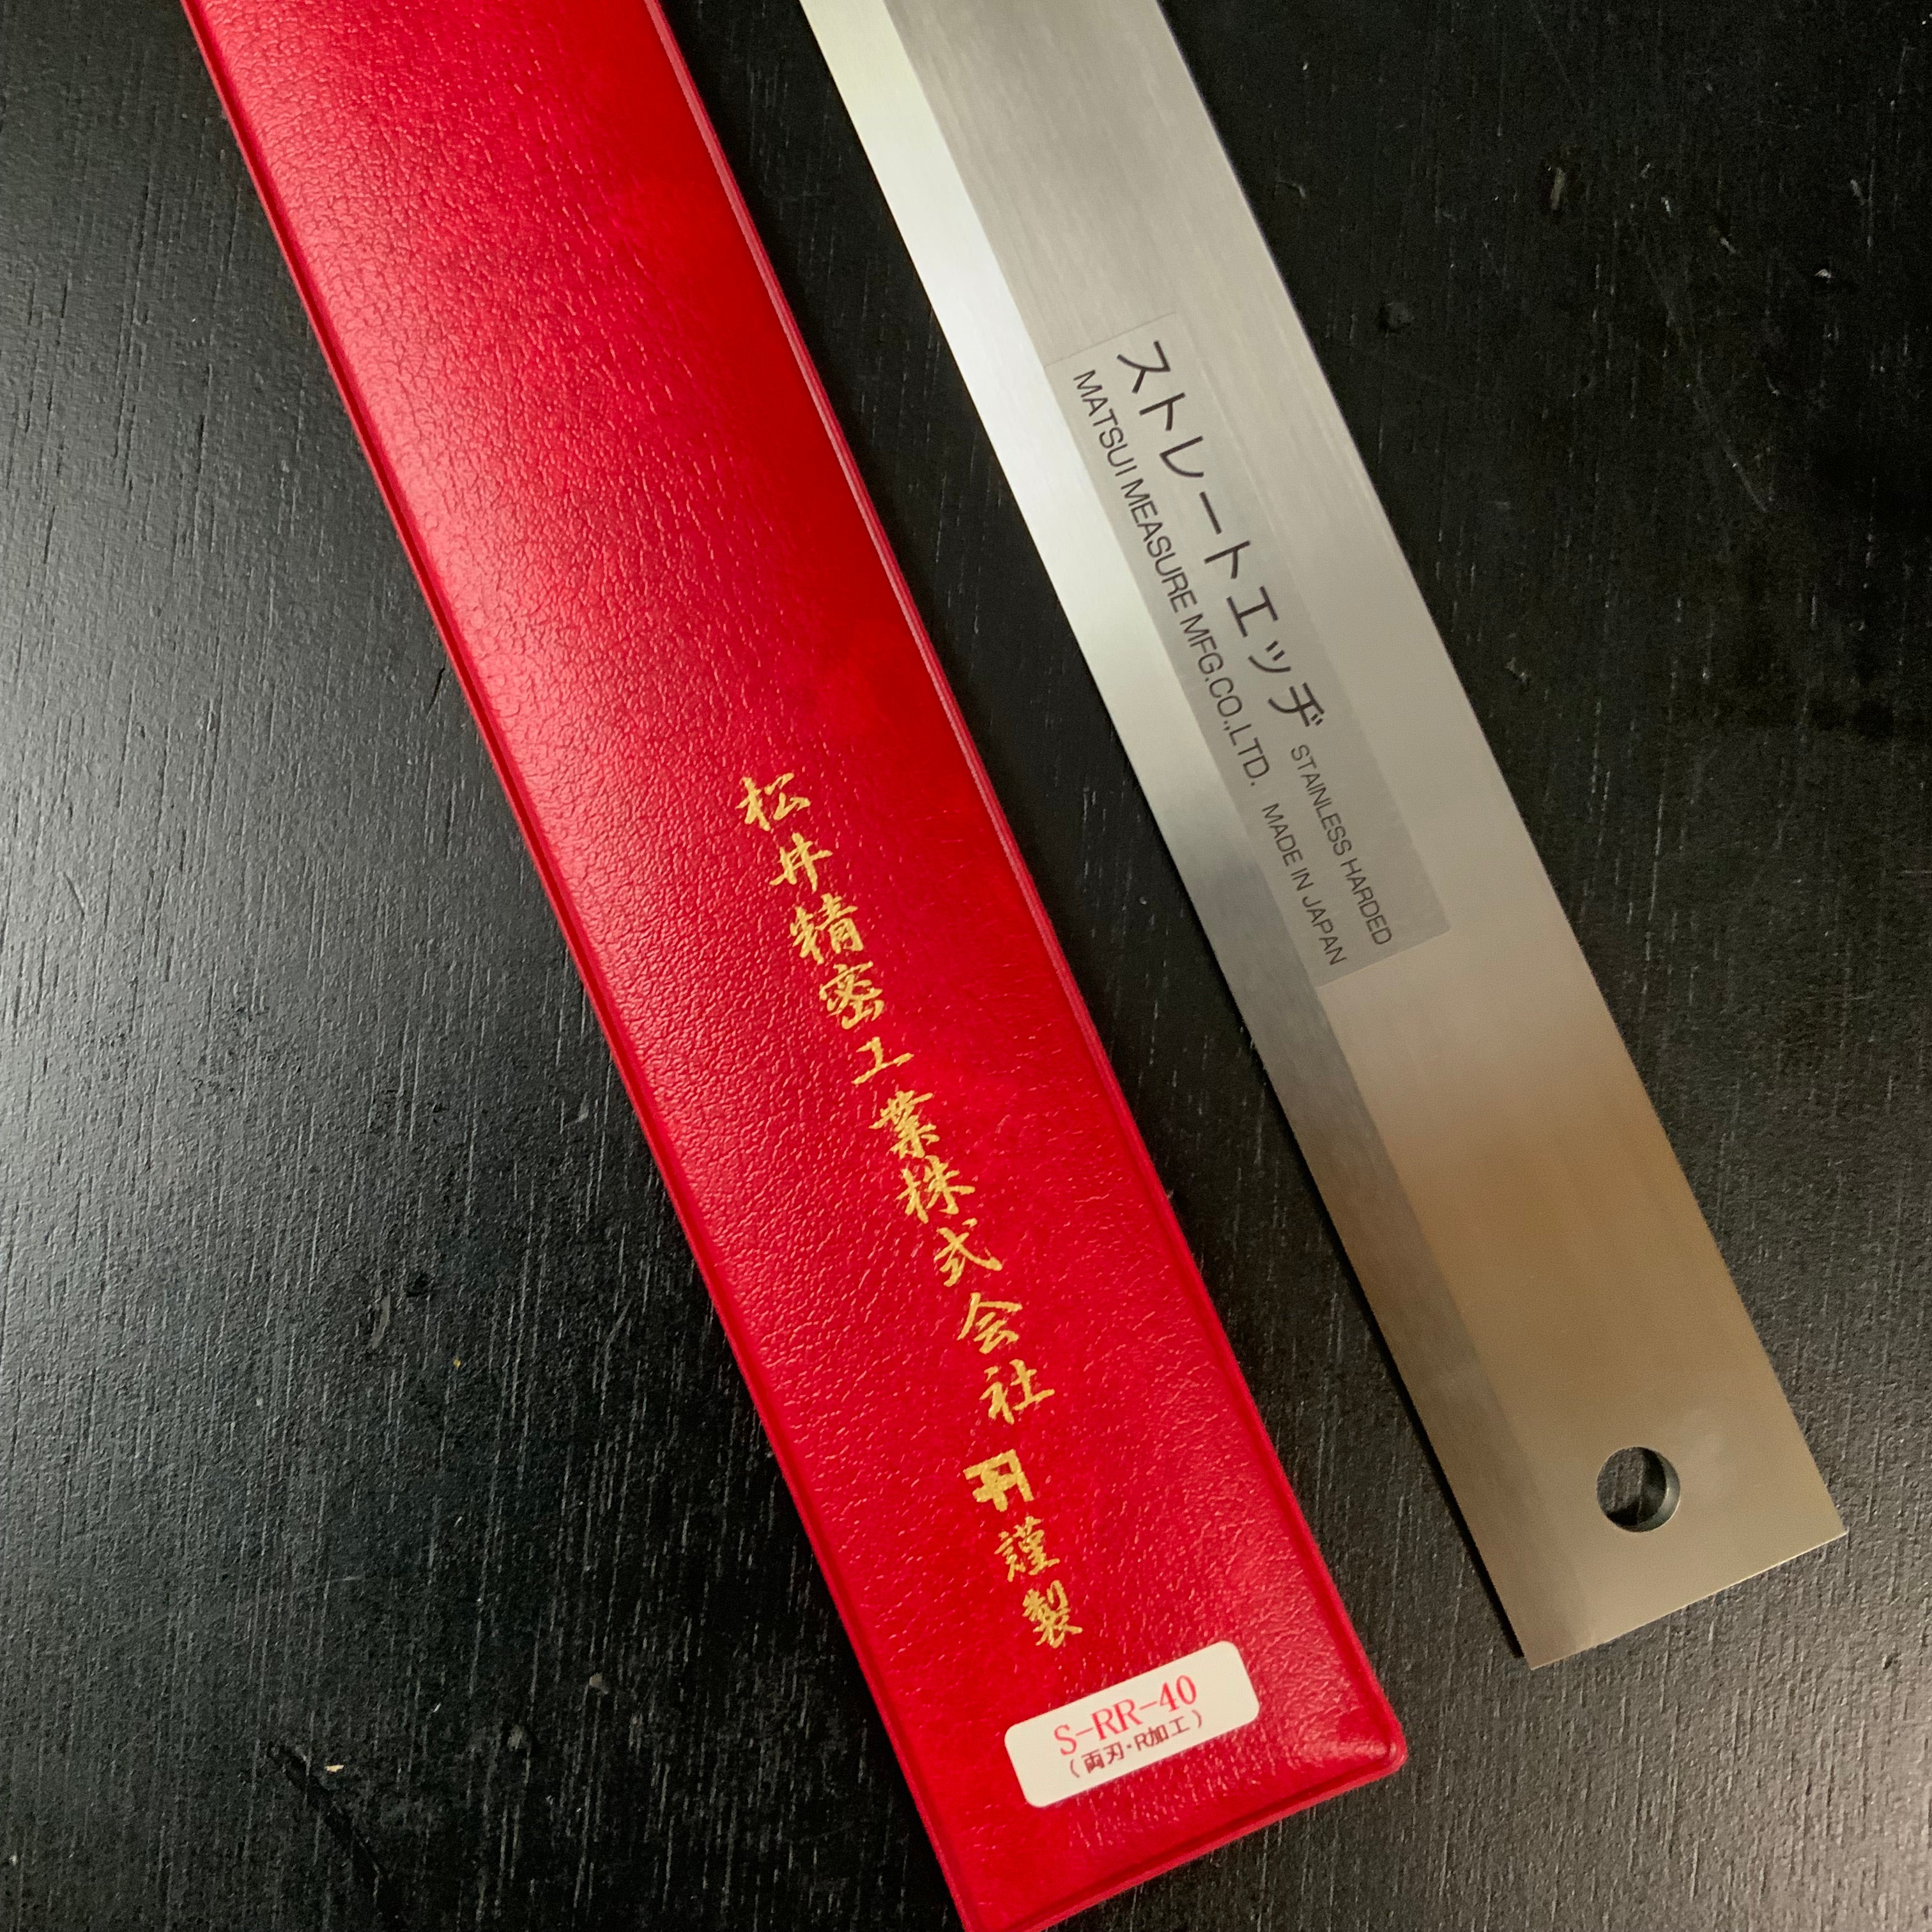 松井精密工業株式会社 謹製
S-RR-40
(両刃・R加工)
ストレートエッヂ STAINLESS HARDED
MATSUI MEASURE MFG.CO.,LTD. MADE IN JAPAN